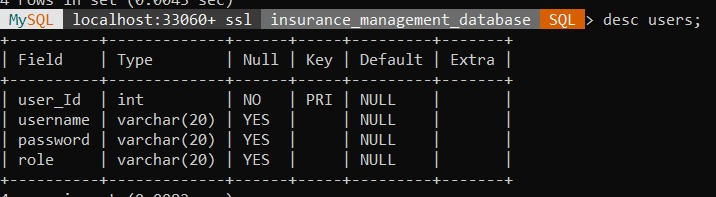 4 rows in set (0.0045 sec)
MySQL localhost:33060+ ssl insurance_management_database SQL > desc users;
+----------+-------------+------+-----+---------+-------+
| Field    | Type        | Null | Key | Default | Extra |
+----------+-------------+------+-----+---------+-------+
| user_Id  | int         | NO   | PRI | NULL    |       |
| username | varchar(20) | YES  |     | NULL    |       |
| password | varchar(20) | YES  |     | NULL    |       |
| role     | varchar(20) | YES  |     | NULL    |       |
+----------+-------------+------+-----+---------+-------+